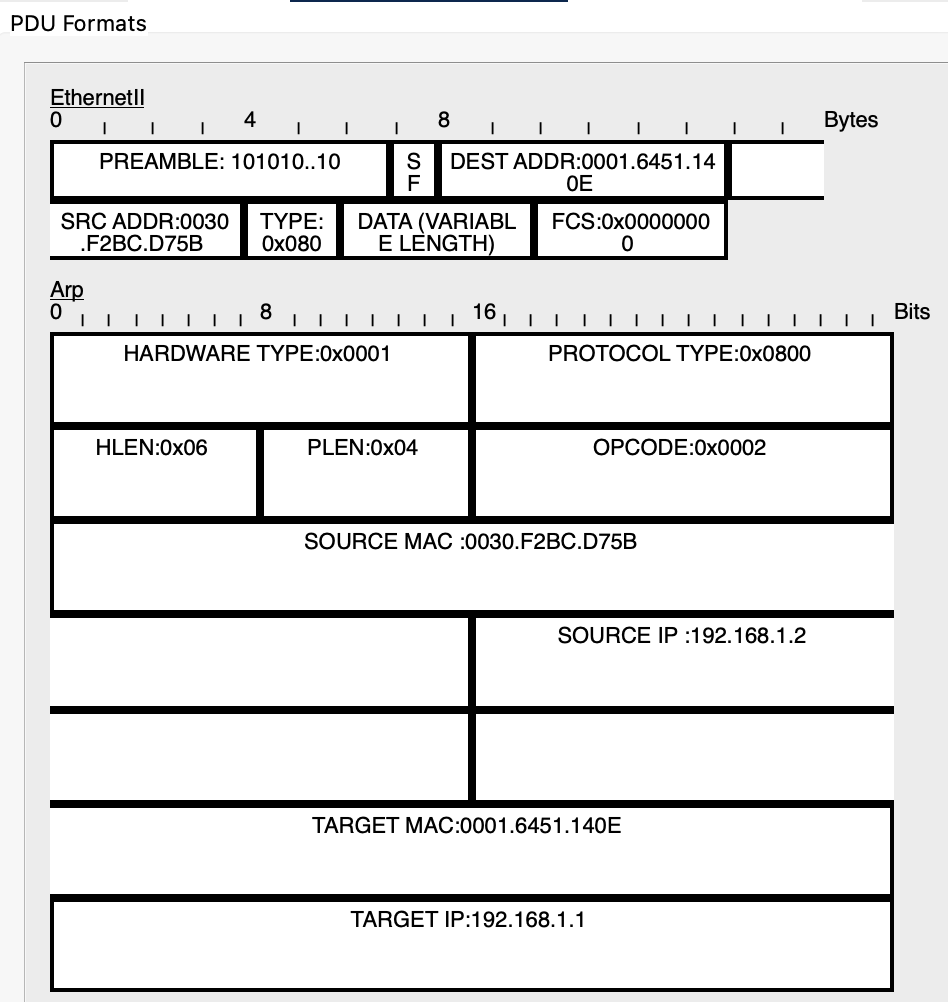 PDU Formats
EthernetII
0 4 8 Bytes
PREAMBLE: 101010..10
S
F
DEST ADDR:0001.6451.14
0E
SRC ADDR:0030
.F2BC.D75B
TYPE:
0x080
DATA (VARIABL
E LENGTH)
FCS:0x0000000
0
Arp
0 8 16 Bits
HARDWARE TYPE:0x0001 PROTOCOL TYPE:0x0800
HLEN:0x06 PLEN:0x04 OPCODE:0x0002
SOURCE MAC :0030.F2BC.D75B
SOURCE IP :192.168.1.2
TARGET MAC:0001.6451.140E
TARGET IP:192.168.1.1